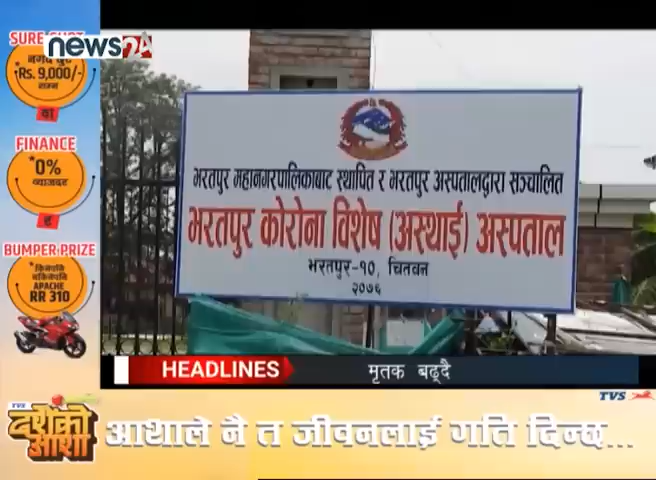 news24
SURE SHOT
नगद छुट
*Rs. 9,000/-
सम्म
वा
FINANCE
*0%
ब्याजदर
र
BUMPER PRIZE
APACHE
RR 310
भरतपुर महानगरपालिकाबाट स्थापित र भरतपुर अस्पतालद्वारा सञ्चालित
भरतपुर कोरोना विशेष (अस्थाई) अस्पताल
भरतपुर-१०, चितवन
२०७६
HEADLINES
मृतक बढ्दै
TVS
दशैंको
आशा
आशाले नै त जीवनलाई गति दिन्छ...
TVS